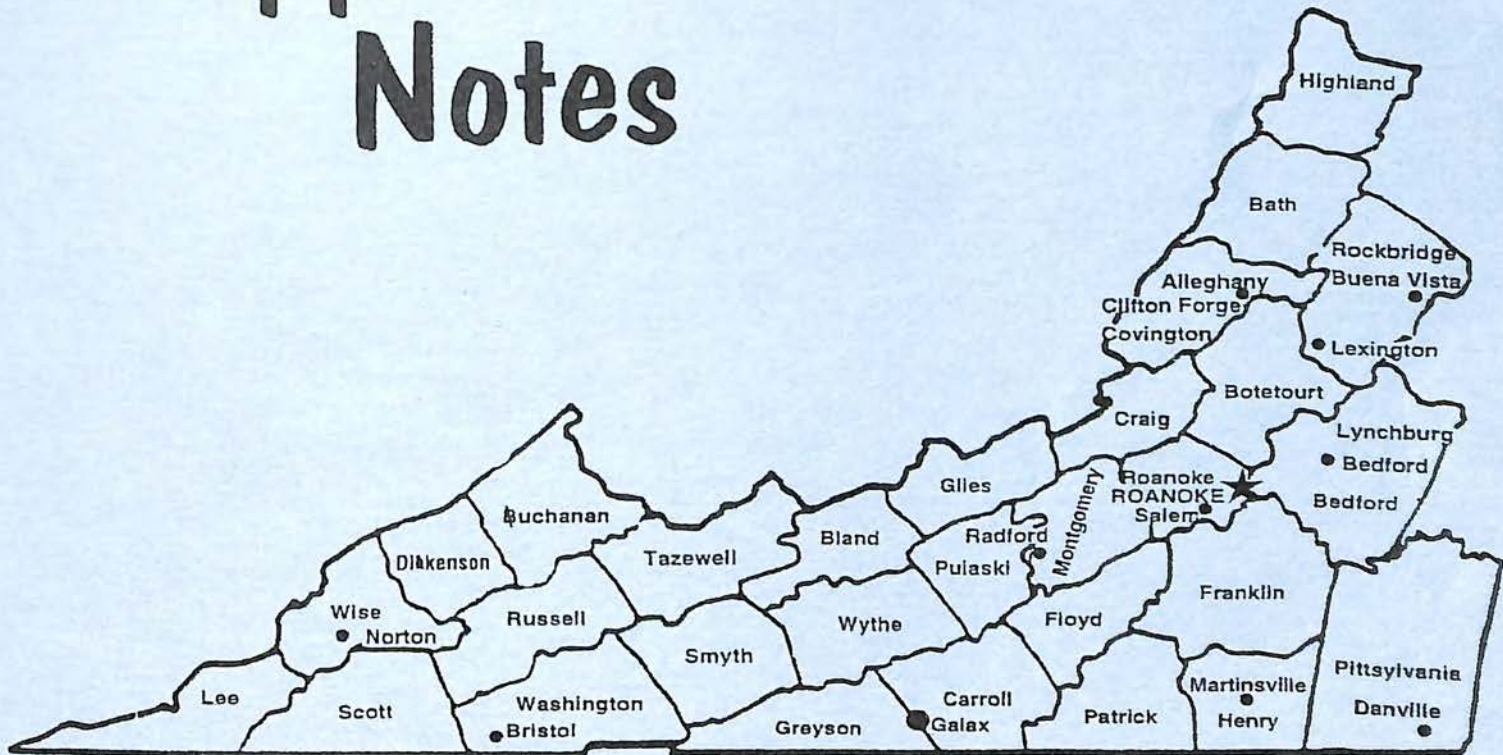 Notes
Highland
Bath
Rockbridge
Alleghany
Buena Vista
Clifton Forge
Covington
Lexington
Botetourt
Craig
Lynchburg
Bedford
Bedford
Giles
Roanoke
ROANOKE
Salem
Montgomery
Radford
Pulaski
Buchanan
Bland
Tazewell
Dickenson
Franklin
Wise
Norton
Russell
Wythe
Floyd
Smyth
Pittsylvania
Danville
Lee
Scott
Washington
Bristol
Greyson
Carroll
Galax
Patrick
Martinsville
Henry